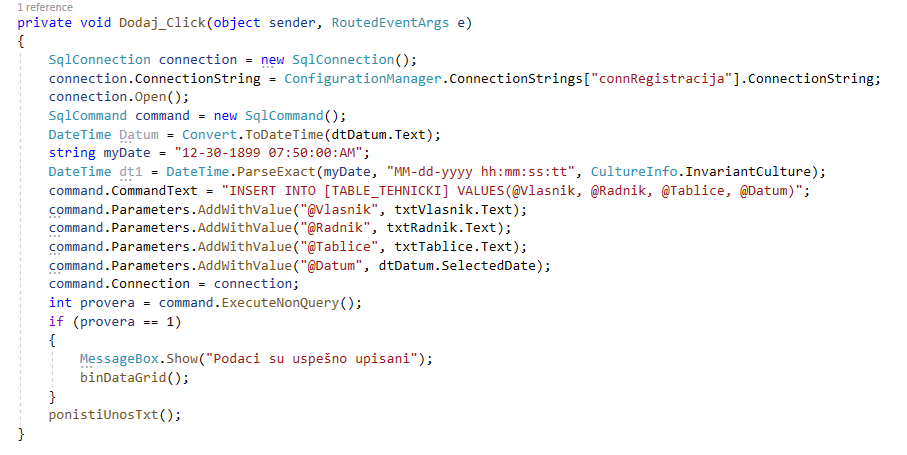 1 reference
private void Dodaj_Click(object sender, RoutedEventArgs e)
{
    SqlConnection connection = new SqlConnection();
    connection.ConnectionString = ConfigurationManager.ConnectionStrings["connRegistracija"].ConnectionString;
    connection.Open();
    SqlCommand command = new SqlCommand();
    DateTime Datum = Convert.ToDateTime(dtDatum.Text);
    string myDate = "12-30-1899 07:50:00:AM";
    DateTime dt1 = DateTime.ParseExact(myDate, "MM-dd-yyyy hh:mm:ss:tt", CultureInfo.InvariantCulture);
    command.CommandText = "INSERT INTO [TABLE_TEHNICKI] VALUES(@Vlasnik, @Radnik, @Tablice, @Datum)";
    command.Parameters.AddWithValue("@Vlasnik", txtVlasnik.Text);
    command.Parameters.AddWithValue("@Radnik", txtRadnik.Text);
    command.Parameters.AddWithValue("@Tablice", txtTablice.Text);
    command.Parameters.AddWithValue("@Datum", dtDatum.SelectedDate);
    command.Connection = connection;
    int provera = command.ExecuteNonQuery();
    if (provera == 1)
    {
        MessageBox.Show("Podaci su uspešno upisani");
        binDataGrid();
    }
    ponistiUnosTxt();
}